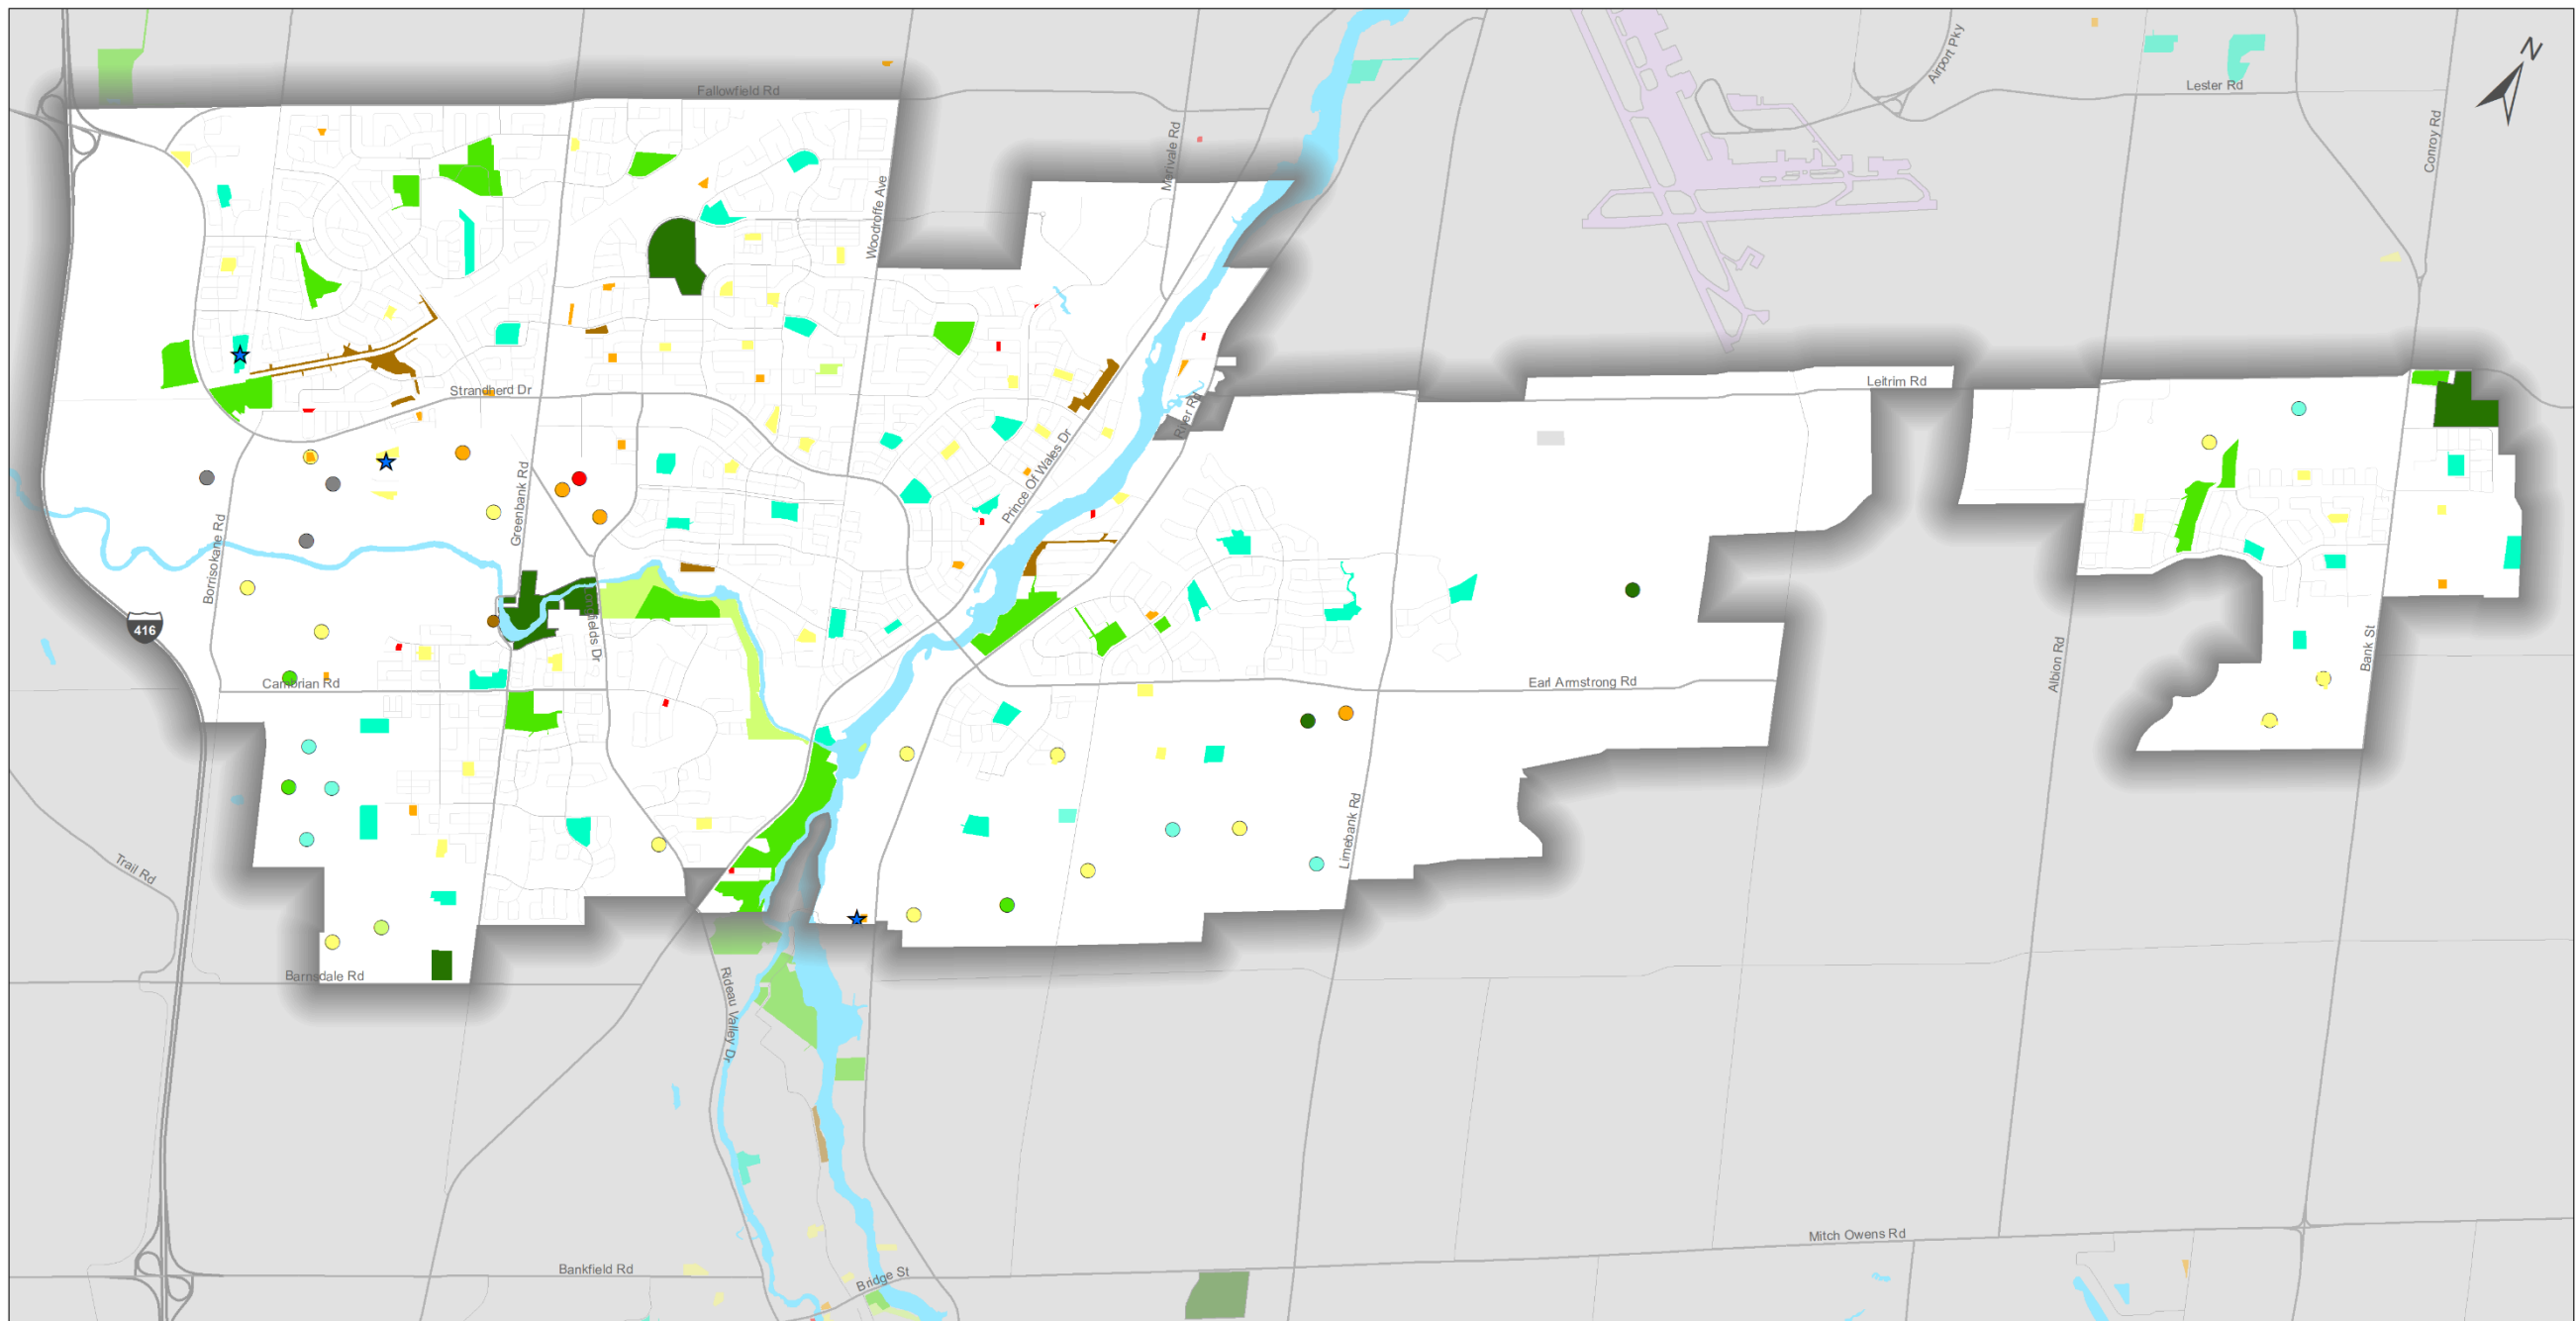 N
Fallowfield Rd
Airport Pky
Lester Rd
Conroy Rd
Merivale Rd
Woodroffe Ave
Strandherd Dr
Leitrim Rd
River Rd
Prince Of Wales Dr
Greenbank Rd
Borrisokane Rd
416
Longfields Dr
Cambrian Rd
Earl Armstrong Rd
Albion Rd
Bank St
Limebank Rd
Trail Rd
Barnsdale Rd
Rideau Valley Dr
Mitch Owens Rd
Bankfield Rd
Bridge St